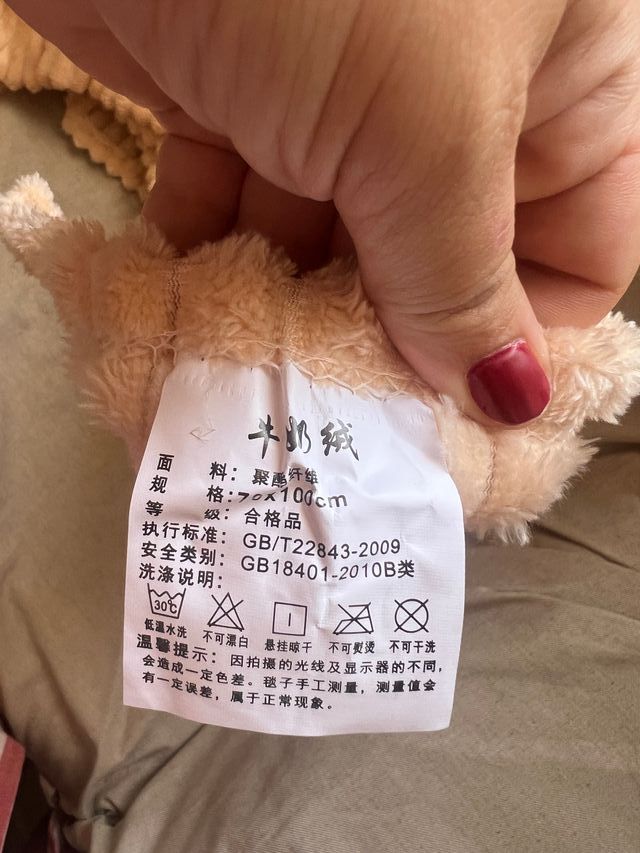 牛奶绒
面 料：聚酯纤维
规 格：70x100cm
等 级：合格品
执行标准：GB/T22843-2009
安全类别：GB18401-2010B类
洗涤说明：
30℃
低温水洗 不可漂白 悬挂晾干 不可熨烫 不可干洗
温馨提示：因拍摄的光线及显示器的不同，
会造成一定色差。毯子手工测量，测量值会
有一定误差，属于正常现象。